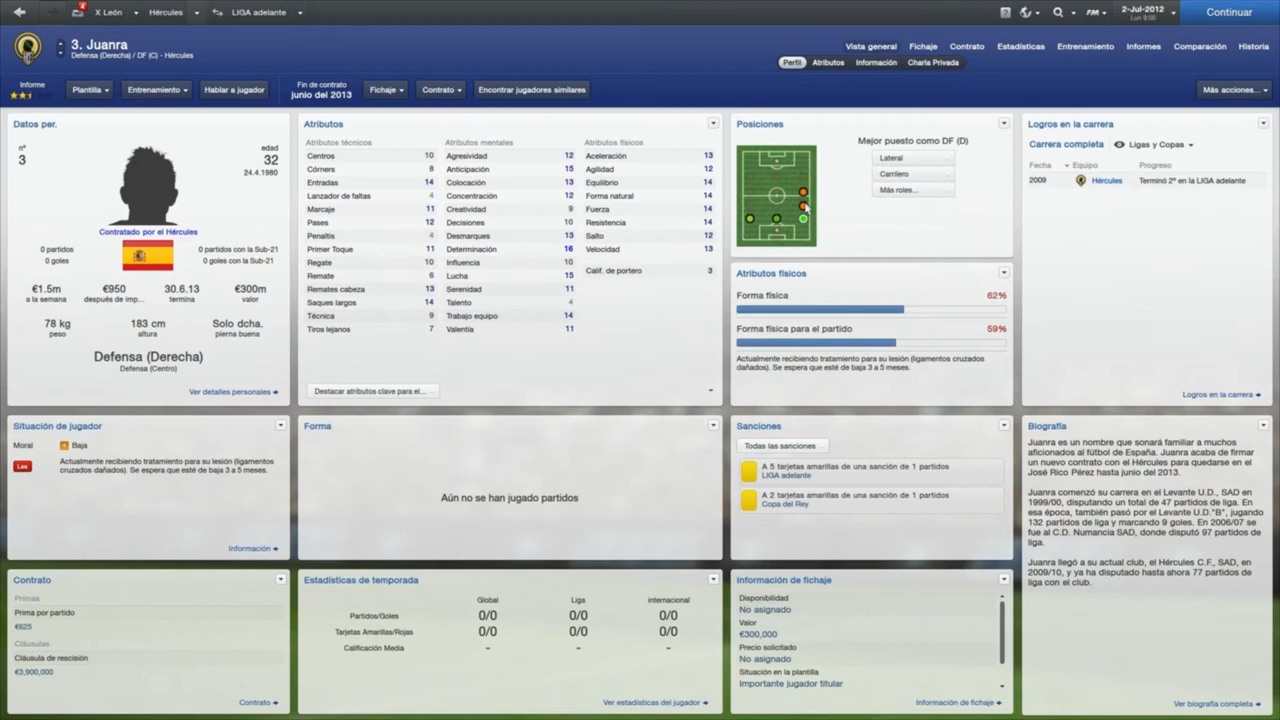 4
X León
Hércules
LIGA adelante
FM
2-Jul-2012
Lun 9:00
Continuar
3. Juanra
Defensa (Derecha) / DF (C) - Hércules
Vista general
Fichaje
Contrato
Estadísticas
Entrenamiento
Informes
Comparación
Historia
Perfil
Atributos
Información
Charla Privada
Informe
Plantilla
Entrenamiento
Hablar a jugador
Fin de contrato
junio del 2013
Fichaje
Contrato
Encontrar jugadores similares
Más acciones...
Datos per.
nº
3
edad
32
24.4.1980
Contratado por el Hércules
0 partidos
0 goles
0 partidos con la Sub-21
0 goles con la Sub-21
€1.5m
a la semana
€950
después de imp...
30.6.13
termina
€300m
valor
78 kg
peso
183 cm
altura
Solo dcha.
pierna buena
Defensa (Derecha)
Defensa (Centro)
Ver detalles personales
Atributos
Atributos técnicos
Centros 10
Córners 8
Entradas 14
Lanzador de faltas 4
Marcaje 11
Pases 12
Penaltis 4
Primer Toque 11
Regate 10
Remate 6
Remates cabeza 13
Saques largos 14
Técnica 9
Tiros lejanos 7
Atributos mentales
Agresividad 12
Anticipación 15
Colocación 13
Concentración 12
Creatividad 9
Decisiones 10
Desmarques 13
Determinación 16
Influencia 10
Lucha 15
Serenidad 11
Talento 4
Trabajo equipo 14
Valentía 11
Atributos físicos
Aceleración 13
Agilidad 12
Equilibrio 14
Forma natural 14
Fuerza 14
Resistencia 14
Salto 12
Velocidad 13
Calif. de portero 3
Destacar atributos clave para el...
-
Posiciones
Mejor puesto como DF (D)
Lateral
Carrilero
Más roles...
Atributos físicos
Forma física 62%
Forma física para el partido 59%
Actualmente recibiendo tratamiento para su lesión (ligamentos cruzados
dañados). Se espera que esté de baja 3 a 5 meses.
Logros en la carrera
Carrera completa
Ligas y Copas
Fecha Equipo Progreso
2009 Hércules Terminó 2º en la LIGA adelante
Logros en la carrera
Situación de jugador
Moral Baja
Les
Actualmente recibiendo tratamiento para su lesión (ligamentos
cruzados dañados). Se espera que esté de baja 3 a 5 meses.
Información
Forma
Aún no se han jugado partidos
Sanciones
Todas las sanciones
A 5 tarjetas amarillas de una sanción de 1 partidos
LIGA adelante
A 2 tarjetas amarillas de una sanción de 1 partidos
Copa del Rey
Biografía
Juanra es un nombre que sonará familiar a muchos
aficionados al fútbol de España. Juanra acaba de firmar
un nuevo contrato con el Hércules para quedarse en el
José Rico Pérez hasta junio del 2013.
Juanra comenzó su carrera en el Levante U.D., SAD en
1999/00, disputando un total de 47 partidos de liga. En
esa época, también pasó por el Levante U.D."B", jugando
132 partidos de liga y marcando 9 goles. En 2006/07 se
fue al C.D. Numancia SAD, donde disputó 97 partidos de
liga.
Juanra llegó a su actual club, el Hércules C.F., SAD, en
2009/10, y ya ha disputado hasta ahora 77 partidos de
liga con el club.
Ver biografía completa
Contrato
Primas
Prima por partido
€625
Cláusulas
Cláusula de rescisión
€3,900,000
Contrato
Estadísticas de temporada
Global Liga internacional
Partidos/Goles 0/0 0/0 0/0
Tarjetas Amarillas/Rojas 0/0 0/0 0/0
Calificación Media - - -
Ver estadísticas del jugador
Información de fichaje
Disponibilidad
No asignado
Valor
€300,000
Precio solicitado
No asignado
Situación en la plantilla
Importante jugador titular
Información de fichaje